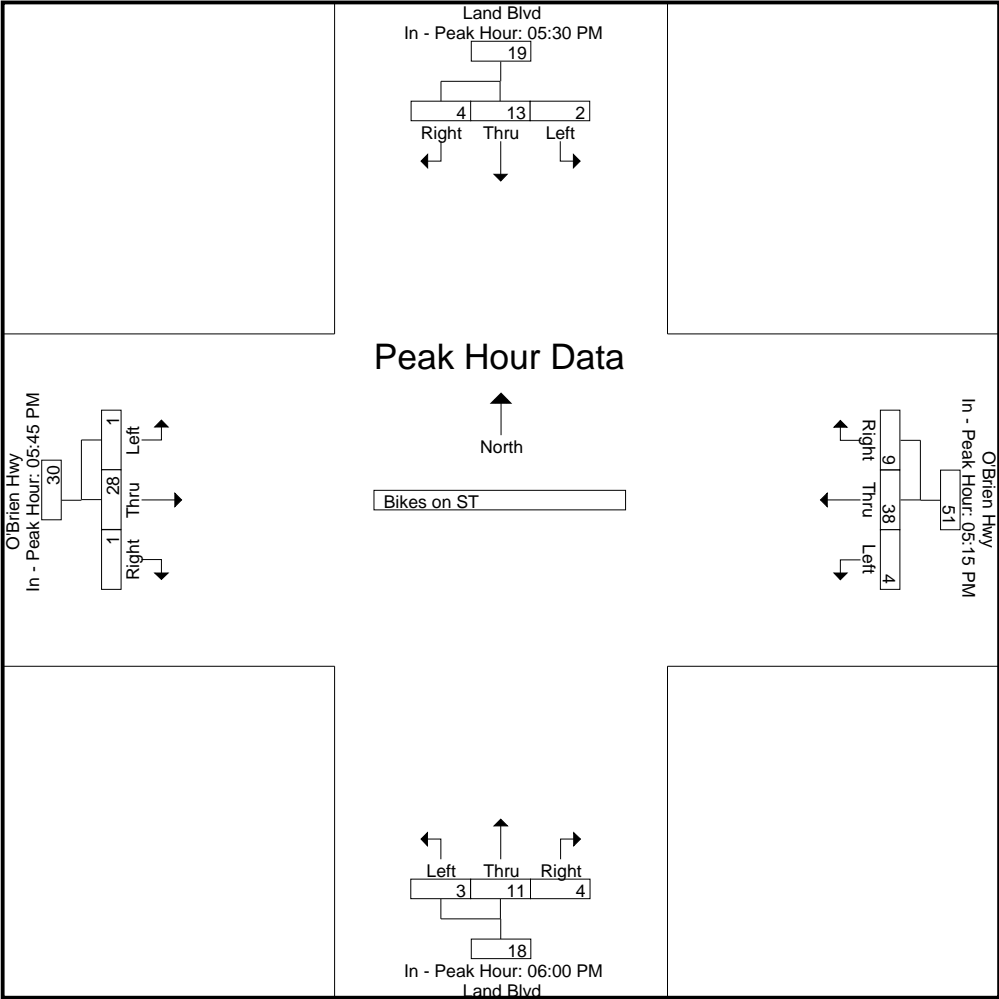 Land Blvd
In - Peak Hour: 05:30 PM
19
4 13 2
Right Thru Left
Peak Hour Data
North
Bikes on ST
O'Brien Hwy
In - Peak Hour: 05:45 PM
30
1 28 1
Left Thru Right
O'Brien Hwy
In - Peak Hour: 05:15 PM
51
9 38 4
Right Thru Left
Left Thru Right
3 11 4
18
In - Peak Hour: 06:00 PM
Land Blvd